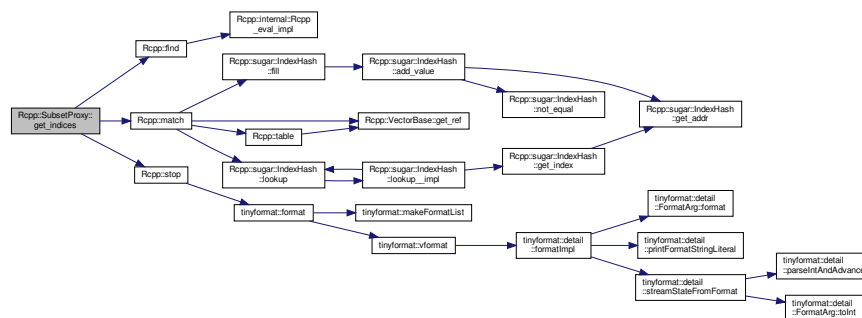 Rcpp::internal::Rcpp
_eval_impl
Rcpp::find
Rcpp::sugar::IndexHash
::fill
Rcpp::sugar::IndexHash
::add_value
Rcpp::SubsetProxy::
get_indices
Rcpp::match
Rcpp::VectorBase::get_ref
Rcpp::sugar::IndexHash
::not_equal
Rcpp::sugar::IndexHash
::get_addr
Rcpp::table
Rcpp::stop
Rcpp::sugar::IndexHash
::lookup
Rcpp::sugar::IndexHash
::lookup__impl
Rcpp::sugar::IndexHash
::get_index
tinyformat::format
tinyformat::makeFormatList
tinyformat::detail
::FormatArg::format
tinyformat::vformat
tinyformat::detail
::formatImpl
tinyformat::detail
::printFormatStringLiteral
tinyformat::detail
::parseIntAndAdvance
tinyformat::detail
::streamStateFromFormat
tinyformat::detail
::FormatArg::toInt